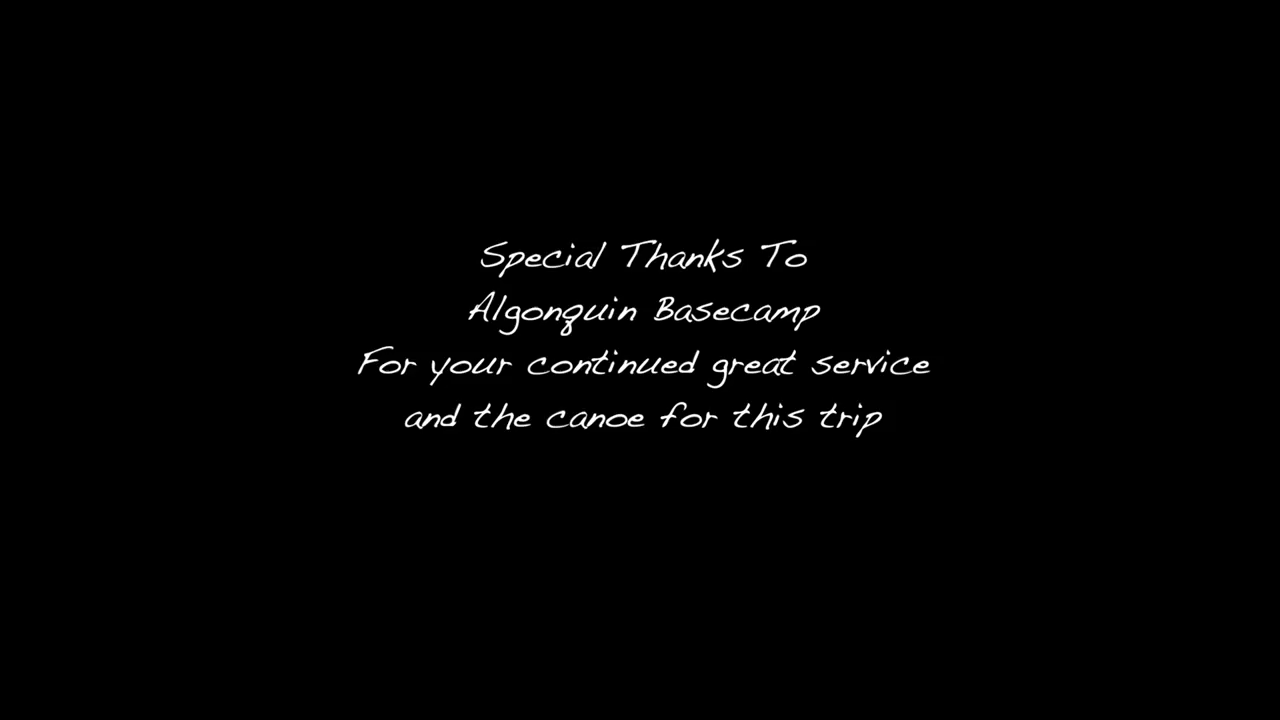 Special Thanks To
Algonquin Basecamp
For your continued great service
and the canoe for this trip